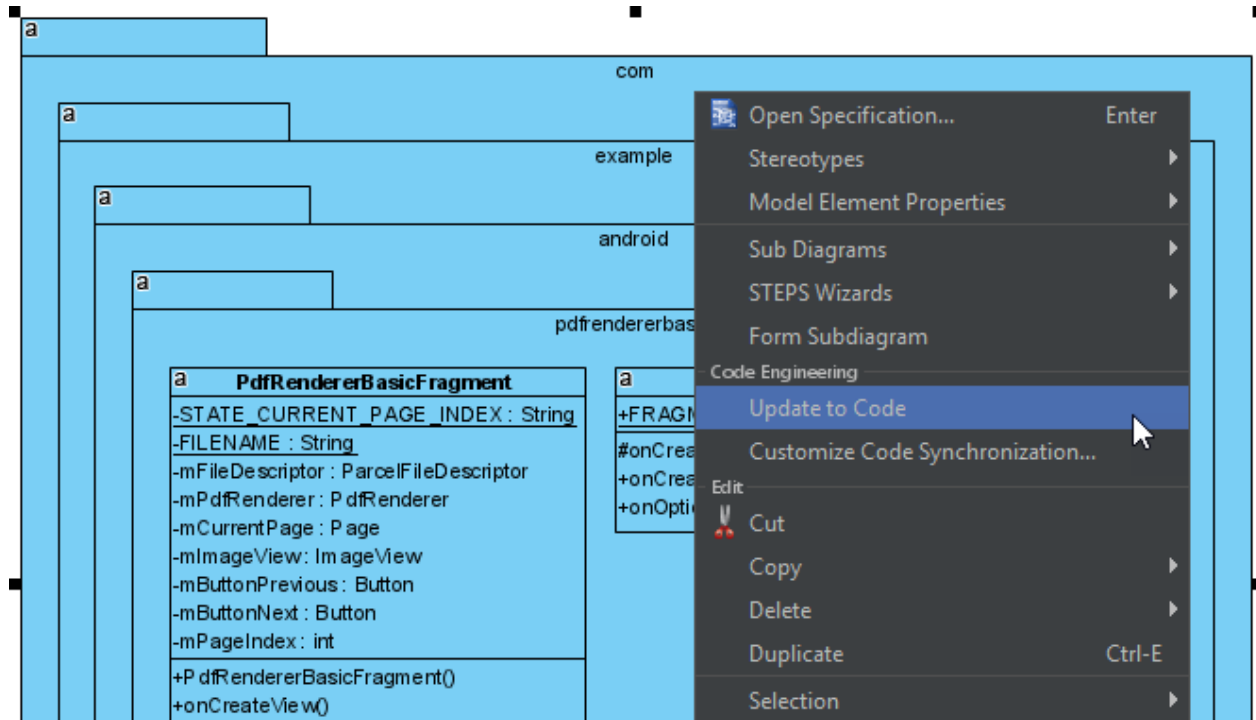 a
com
a
example
a
android
a
pdfrendererbas
a
PdfRendererBasicFragment
-STATE_CURRENT_PAGE_INDEX : String
-FILENAME : String
-mFileDescriptor : ParcelFileDescriptor
-mPdfRenderer : PdfRenderer
-mCurrentPage : Page
-mImageView : ImageView
-mButtonPrevious : Button
-mButtonNext : Button
-mPageIndex : int
+PdfRendererBasicFragment()
+onCreateView()
a
+FRAGM
#onCrea
+onCrea
+onOptio
Open Specification... Enter
Stereotypes
Model Element Properties
Sub Diagrams
STEPS Wizards
Form Subdiagram
Code Engineering
Update to Code
Customize Code Synchronization...
Edit
Cut
Copy
Delete
Duplicate Ctrl-E
Selection